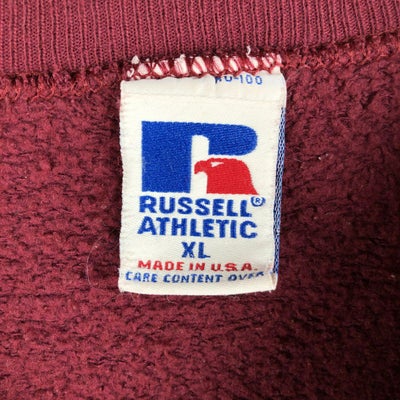 RUSSELL®
ATHLETIC
XL
MADE IN U.S.A.
CARE CONTENT OVER